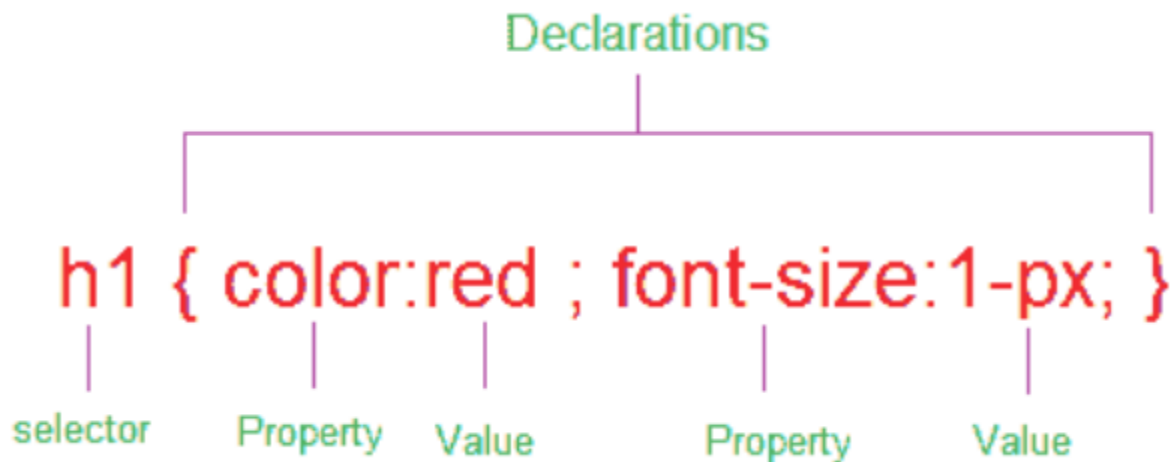 Declarations
h1 { color:red ; font-size:1-px; }
selector Property Value Property Value